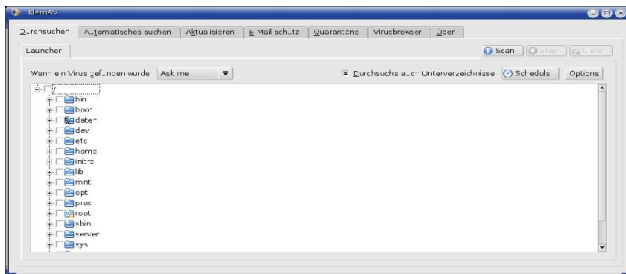 KlamAV
Durchsuchen Automatisches suchen Aktualisieren E Mail schutz Quarantäne Virusbrowser Über
Launcher Scan Stop Close
Wann ein Virus gefunden wurde Ask me Durchsuche auch Unterverzeichnisse Schedule Options
/
bin
boot
daten
dev
etc
home
initrd
lib
mnt
opt
proc
root
sbin
server
sys